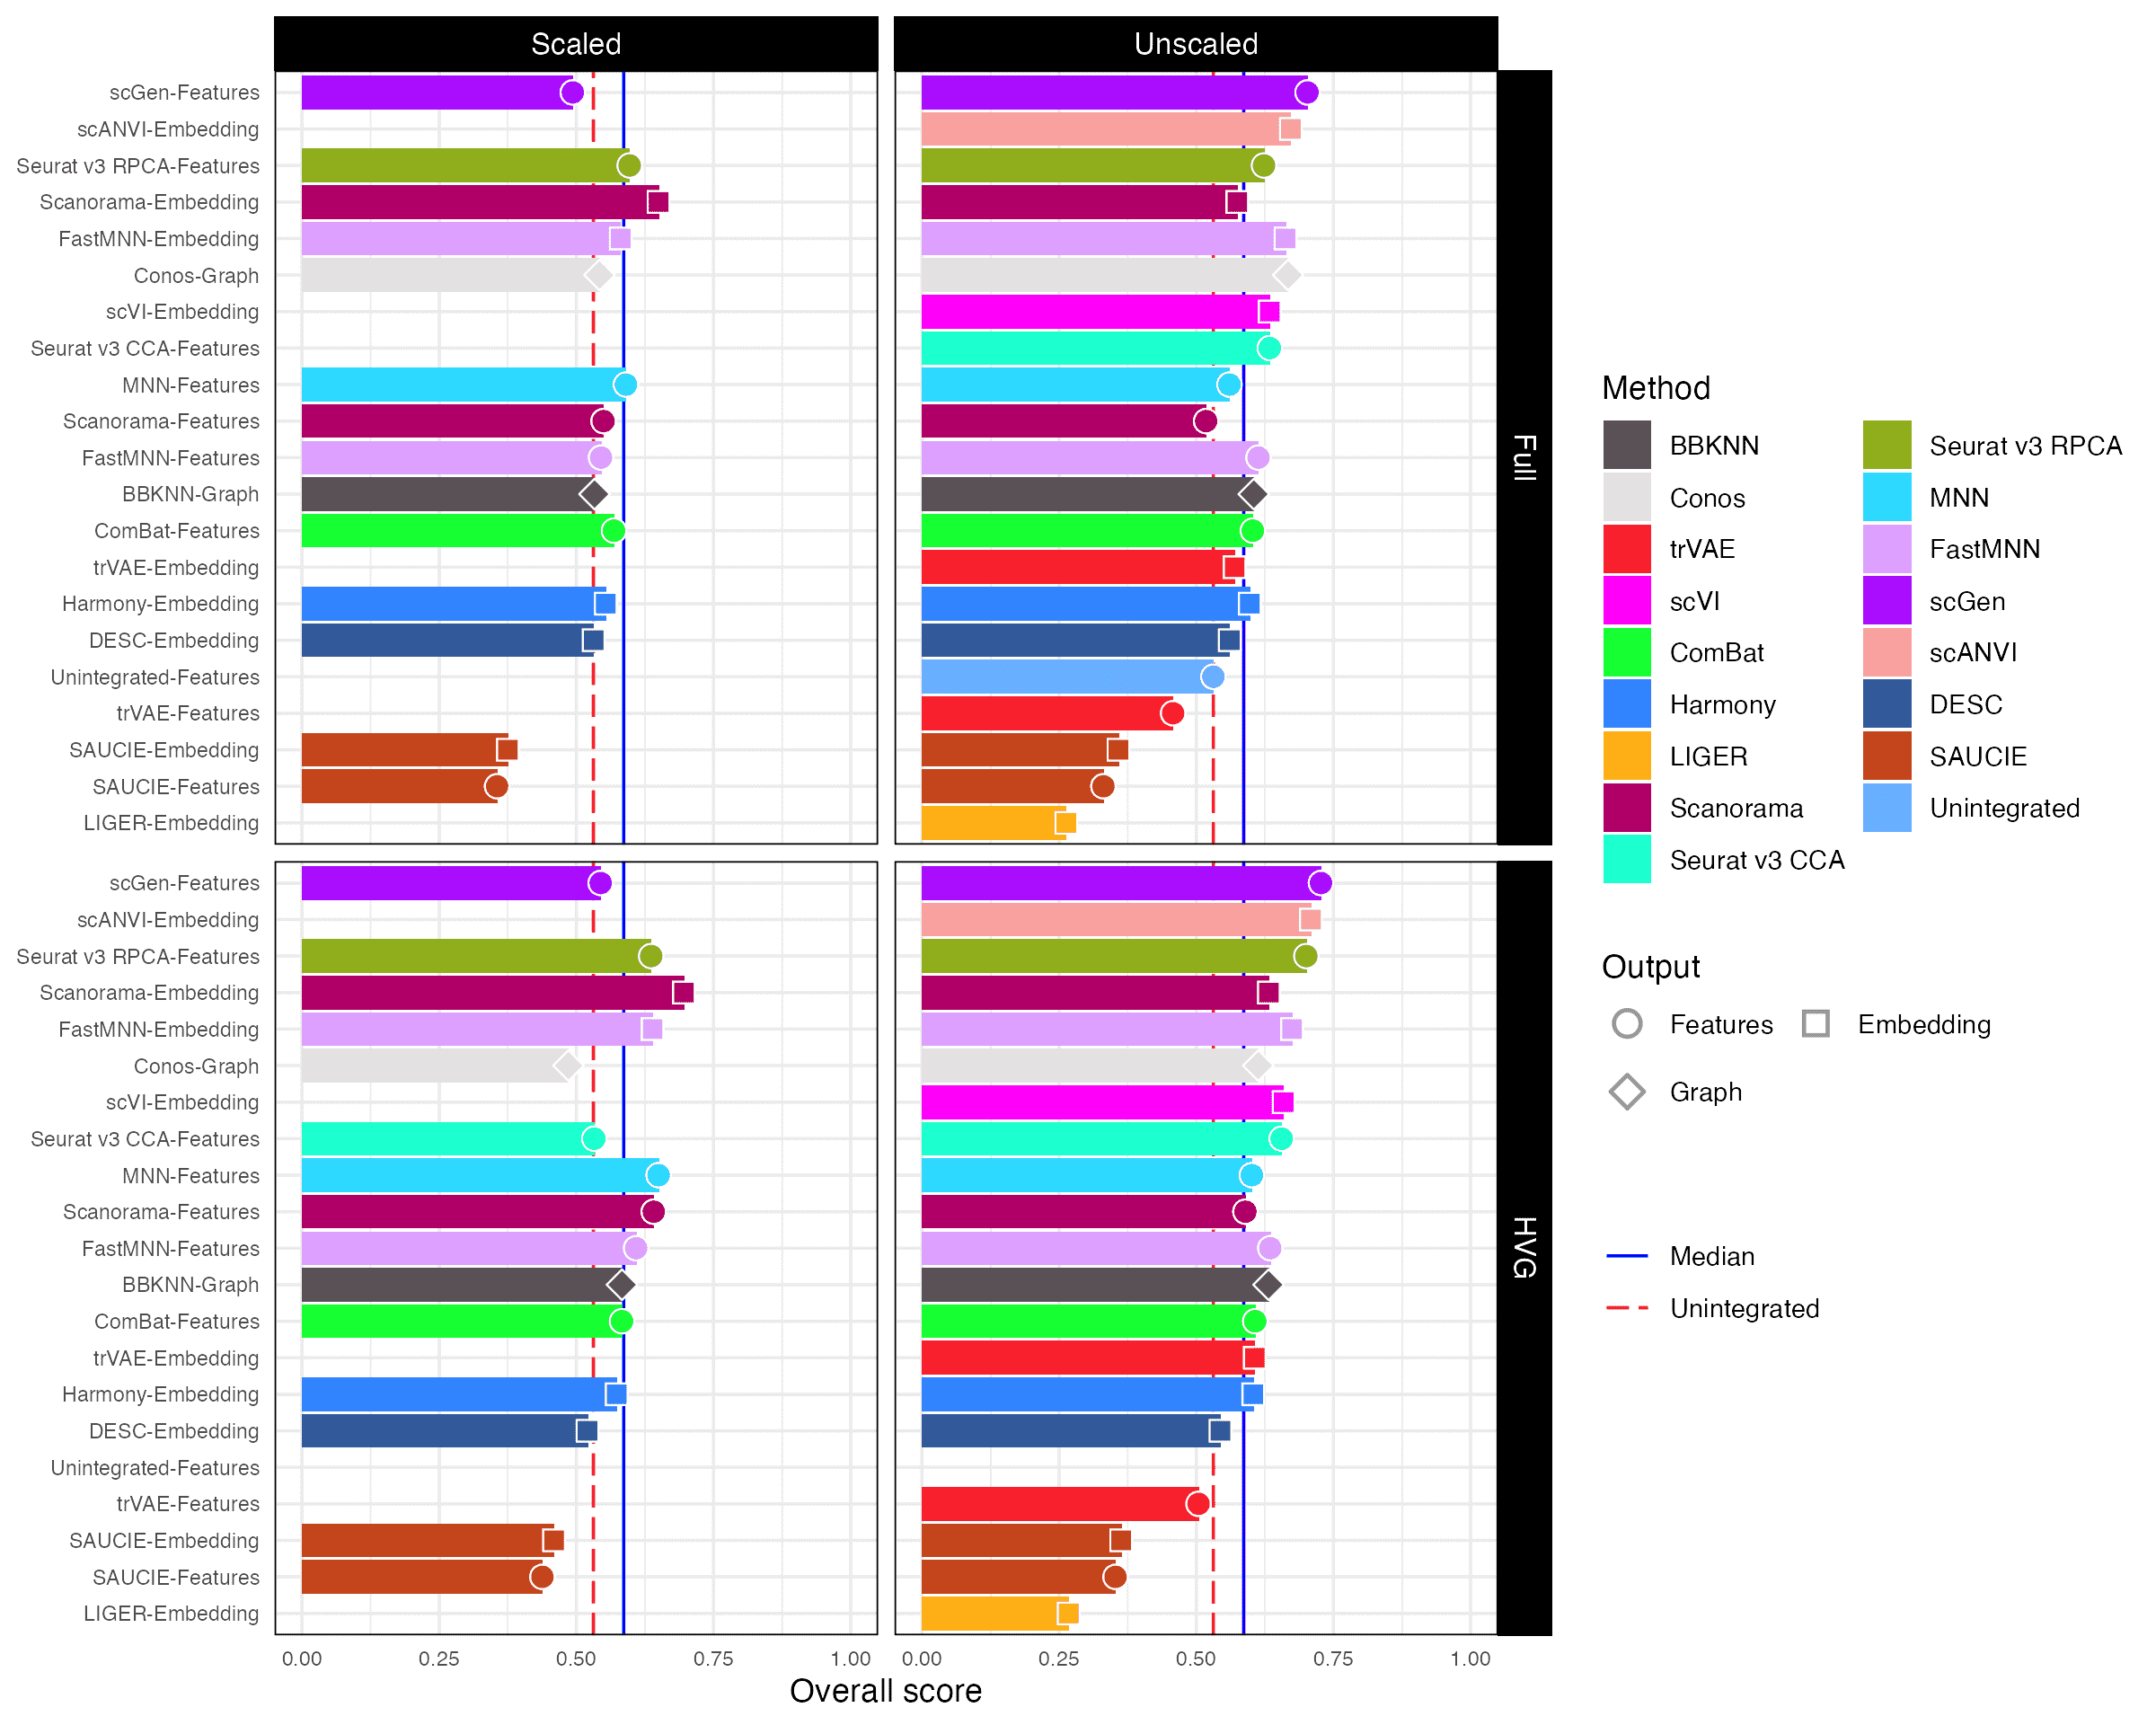 Scaled
Unscaled
scGen-Features
scANVI-Embedding
Seurat v3 RPCA-Features
Scanorama-Embedding
FastMNN-Embedding
Conos-Graph
scVI-Embedding
Seurat v3 CCA-Features
MNN-Features
Scanorama-Features
FastMNN-Features
BBKNN-Graph
ComBat-Features
trVAE-Embedding
Harmony-Embedding
DESC-Embedding
Unintegrated-Features
trVAE-Features
SAUCIE-Embedding
SAUCIE-Features
LIGER-Embedding
Full
scGen-Features
scANVI-Embedding
Seurat v3 RPCA-Features
Scanorama-Embedding
FastMNN-Embedding
Conos-Graph
scVI-Embedding
Seurat v3 CCA-Features
MNN-Features
Scanorama-Features
FastMNN-Features
BBKNN-Graph
ComBat-Features
trVAE-Embedding
Harmony-Embedding
DESC-Embedding
Unintegrated-Features
trVAE-Features
SAUCIE-Embedding
SAUCIE-Features
LIGER-Embedding
HVG
0.00 0.25 0.50 0.75 1.00 0.00 0.25 0.50 0.75 1.00
Overall score
Method
BBKNN Seurat v3 RPCA
Conos MNN
trVAE FastMNN
scVI scGen
ComBat scANVI
Harmony DESC
LIGER SAUCIE
Scanorama Unintegrated
Seurat v3 CCA
Output
Features Embedding
Graph
Median
Unintegrated